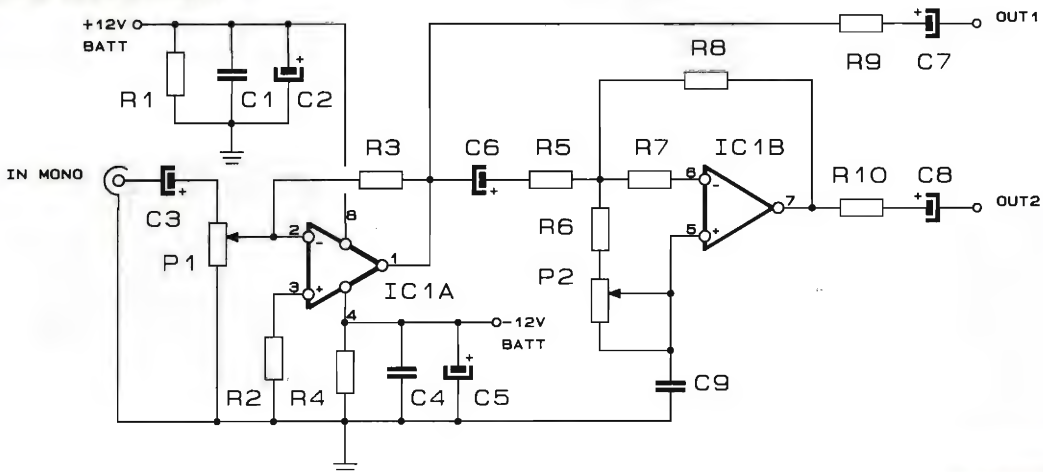 +12V
BATT
R1
C1
C2
+
IN MONO
C3
+
P1
R3
2
-
3
+
8
1
4
IC1A
R2
R4
C4
C5
+
-12V
BATT
C6
+
R5
R6
P2
R7
R8
6
-
5
+
7
IC1B
C9
R9
C7
+
OUT1
R10
C8
+
OUT2